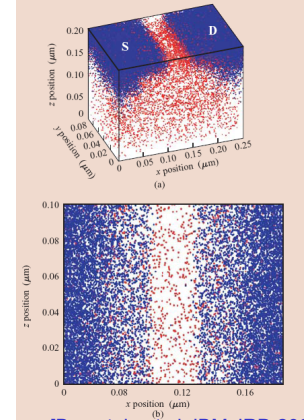 0.20
S
D
0.15
z position (μm)
0.10
0.05
0
0.08
0.06
0.04
0.02
0
y position (μm)
0 0.05 0.10 0.15 0.20 0.25
x position (μm)
(a)
0.10
0.08
0.06
z position (μm)
0.04
0.02
0
0.08 0.12 0.16
x position (μm)
(b)